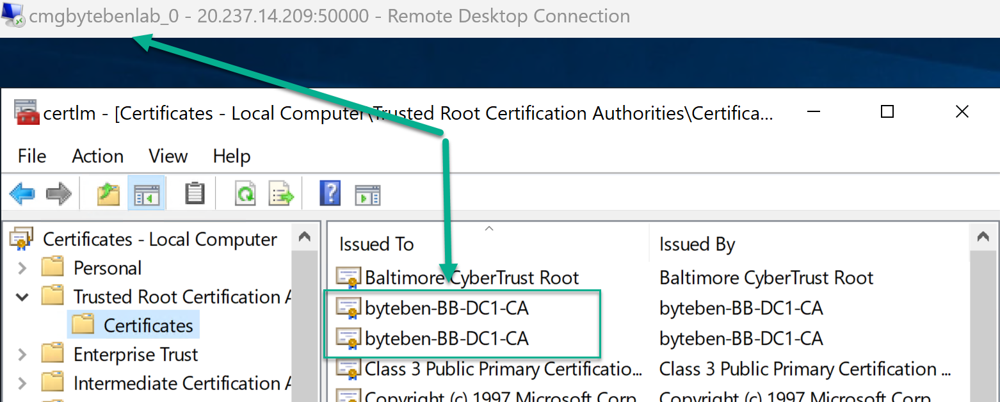 cmgbytebenlab_0 - 20.237.14.209:50000 - Remote Desktop Connection
certlm - [Certificates - Local Computer\Trusted Root Certification Authorities\Certifica...
File Action View Help
Certificates - Local Computer
Personal
Trusted Root Certification A
Certificates
Enterprise Trust
Intermediate Certification A
Issued To Issued By
Baltimore CyberTrust Root Baltimore CyberTrust Root
byteben-BB-DC1-CA byteben-BB-DC1-CA
byteben-BB-DC1-CA byteben-BB-DC1-CA
Class 3 Public Primary Certificatio... Class 3 Public Primary Certification ...
Copyright (c) 1997 Microsoft Corp. Copyright (c) 1997 Microsoft Corp.